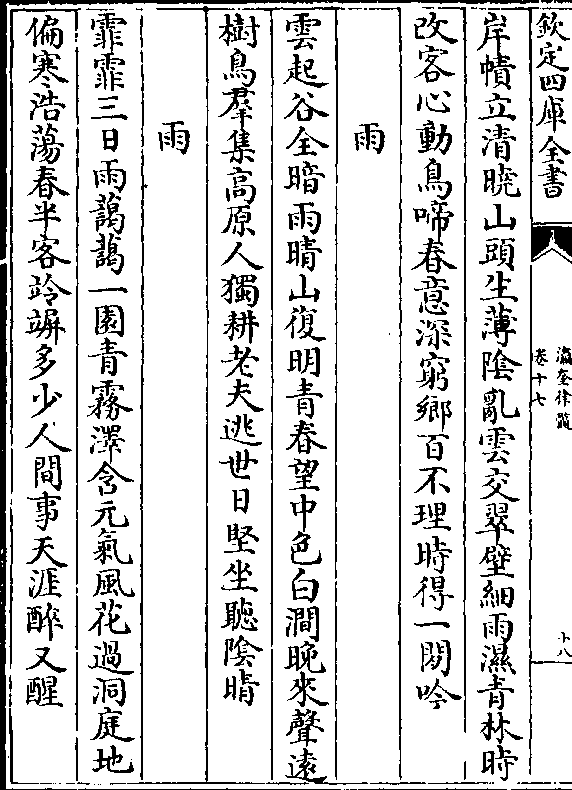 欽定四庫全書
瀛奎律髓
卷十七
十八
岸幘立清曉山頭生薄陰亂雲交翠壁細雨濕青林時
改客心動鳥啼春意深窮鄉百不理時得一閑吟
雨
雲起谷全暗雨晴山復明青春望中色白澗晚來聲遠
樹鳥羣集高原人獨耕老夫逃世日堅坐聽陰晴
雨
霏霏三日雨藹藹一園青霧澤含元氣風花過洞庭地
偏寒浩蕩春半客竛竮多少人間事天涯醉又醒